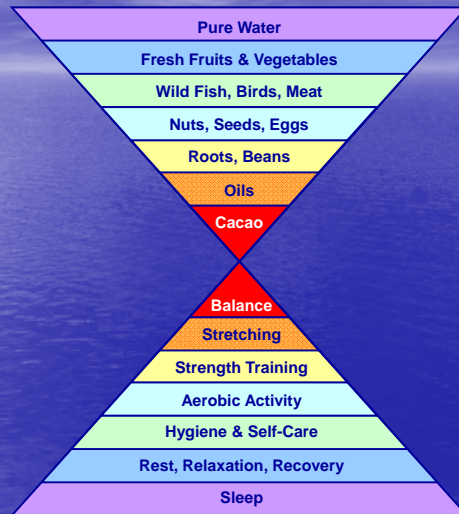 Pure Water
Fresh Fruits & Vegetables
Wild Fish, Birds, Meat
Nuts, Seeds, Eggs
Roots, Beans
Oils
Cacao
Balance
Stretching
Strength Training
Aerobic Activity
Hygiene & Self-Care
Rest, Relaxation, Recovery
Sleep